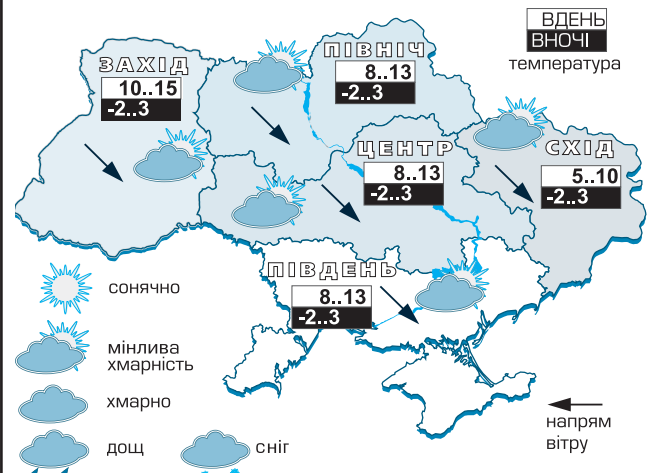 ВДЕНЬ
ВНОЧІ
температура
ЗАХІД
10..15
-2..3
ПІВНІЧ
8..13
-2..3
ЦЕНТР
8..13
-2..3
СХІД
5..10
-2..3
ПІВДЕНЬ
8..13
-2..3
сонячно
мінлива
хмарність
хмарно
дощ
сніг
напрям
вітру